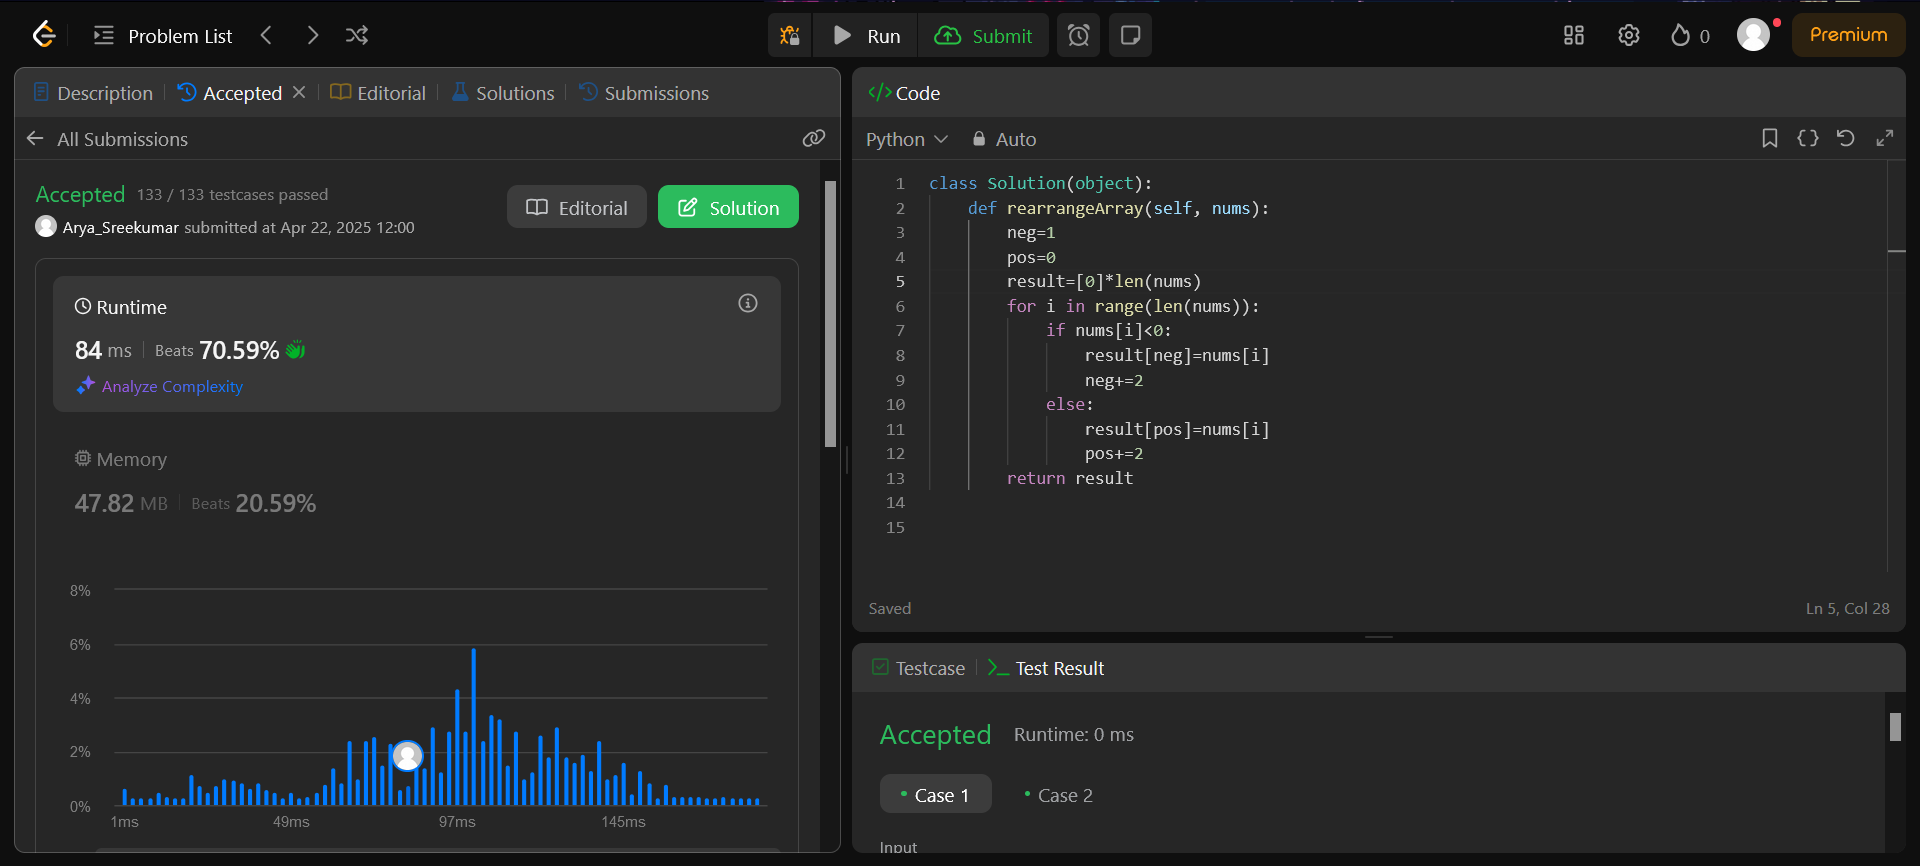 Problem List
Run
Submit
0
Premium
Description
Accepted
Editorial
Solutions
Submissions
All Submissions
Accepted 133 / 133 testcases passed
Arya_Sreekumar submitted at Apr 22, 2025 12:00
Editorial
Solution
Runtime
84 ms Beats 70.59%
Analyze Complexity
Memory
47.82 MB Beats 20.59%
8%
6%
4%
2%
0%
1ms 49ms 97ms 145ms
</> Code
Python
Auto
1 class Solution(object):
2     def rearrangeArray(self, nums):
3         neg=1
4         pos=0
5         result=[0]*len(nums)
6         for i in range(len(nums)):
7             if nums[i]<0:
8                 result[neg]=nums[i]
9                 neg+=2
10             else:
11                 result[pos]=nums[i]
12                 pos+=2
13         return result
14
15
Saved
Ln 5, Col 28
Testcase
Test Result
Accepted Runtime: 0 ms
Case 1
Case 2
Input